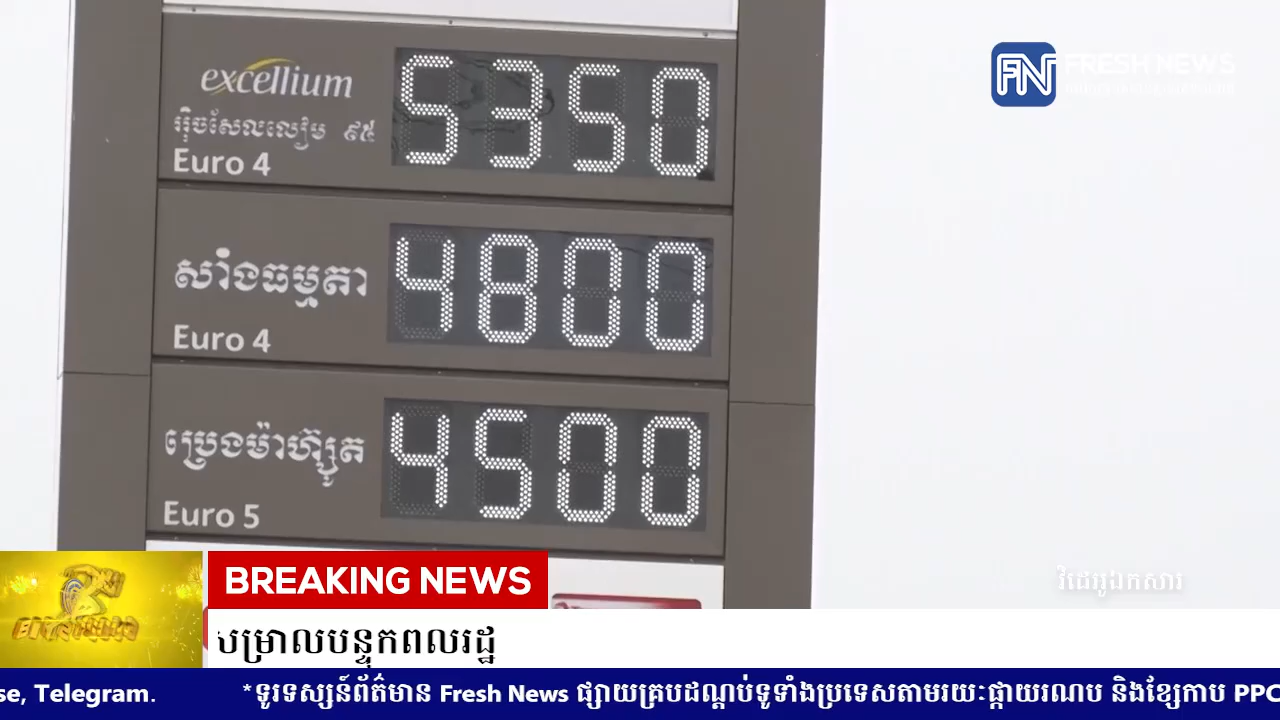 excellium
5350
អ៊ិចសែលលៀម ៩៥
Euro 4
FRESH NEWS
សាំងធម្មតា
4800
Euro 4
ប្រេងម៉ាហ្ស៊ូត
4500
Euro 5
វីដេអូឯកសារ
BREAKING NEWS
សម្រាលបន្ទុកពលរដ្ឋ
se, Telegram. *ទូរទស្សន៍ព័ត៌មាន Fresh News ផ្សាយគ្របដណ្តប់ទូទាំងប្រទេសតាមរយៈផ្កាយរណប និងខ្សែកាប PPC